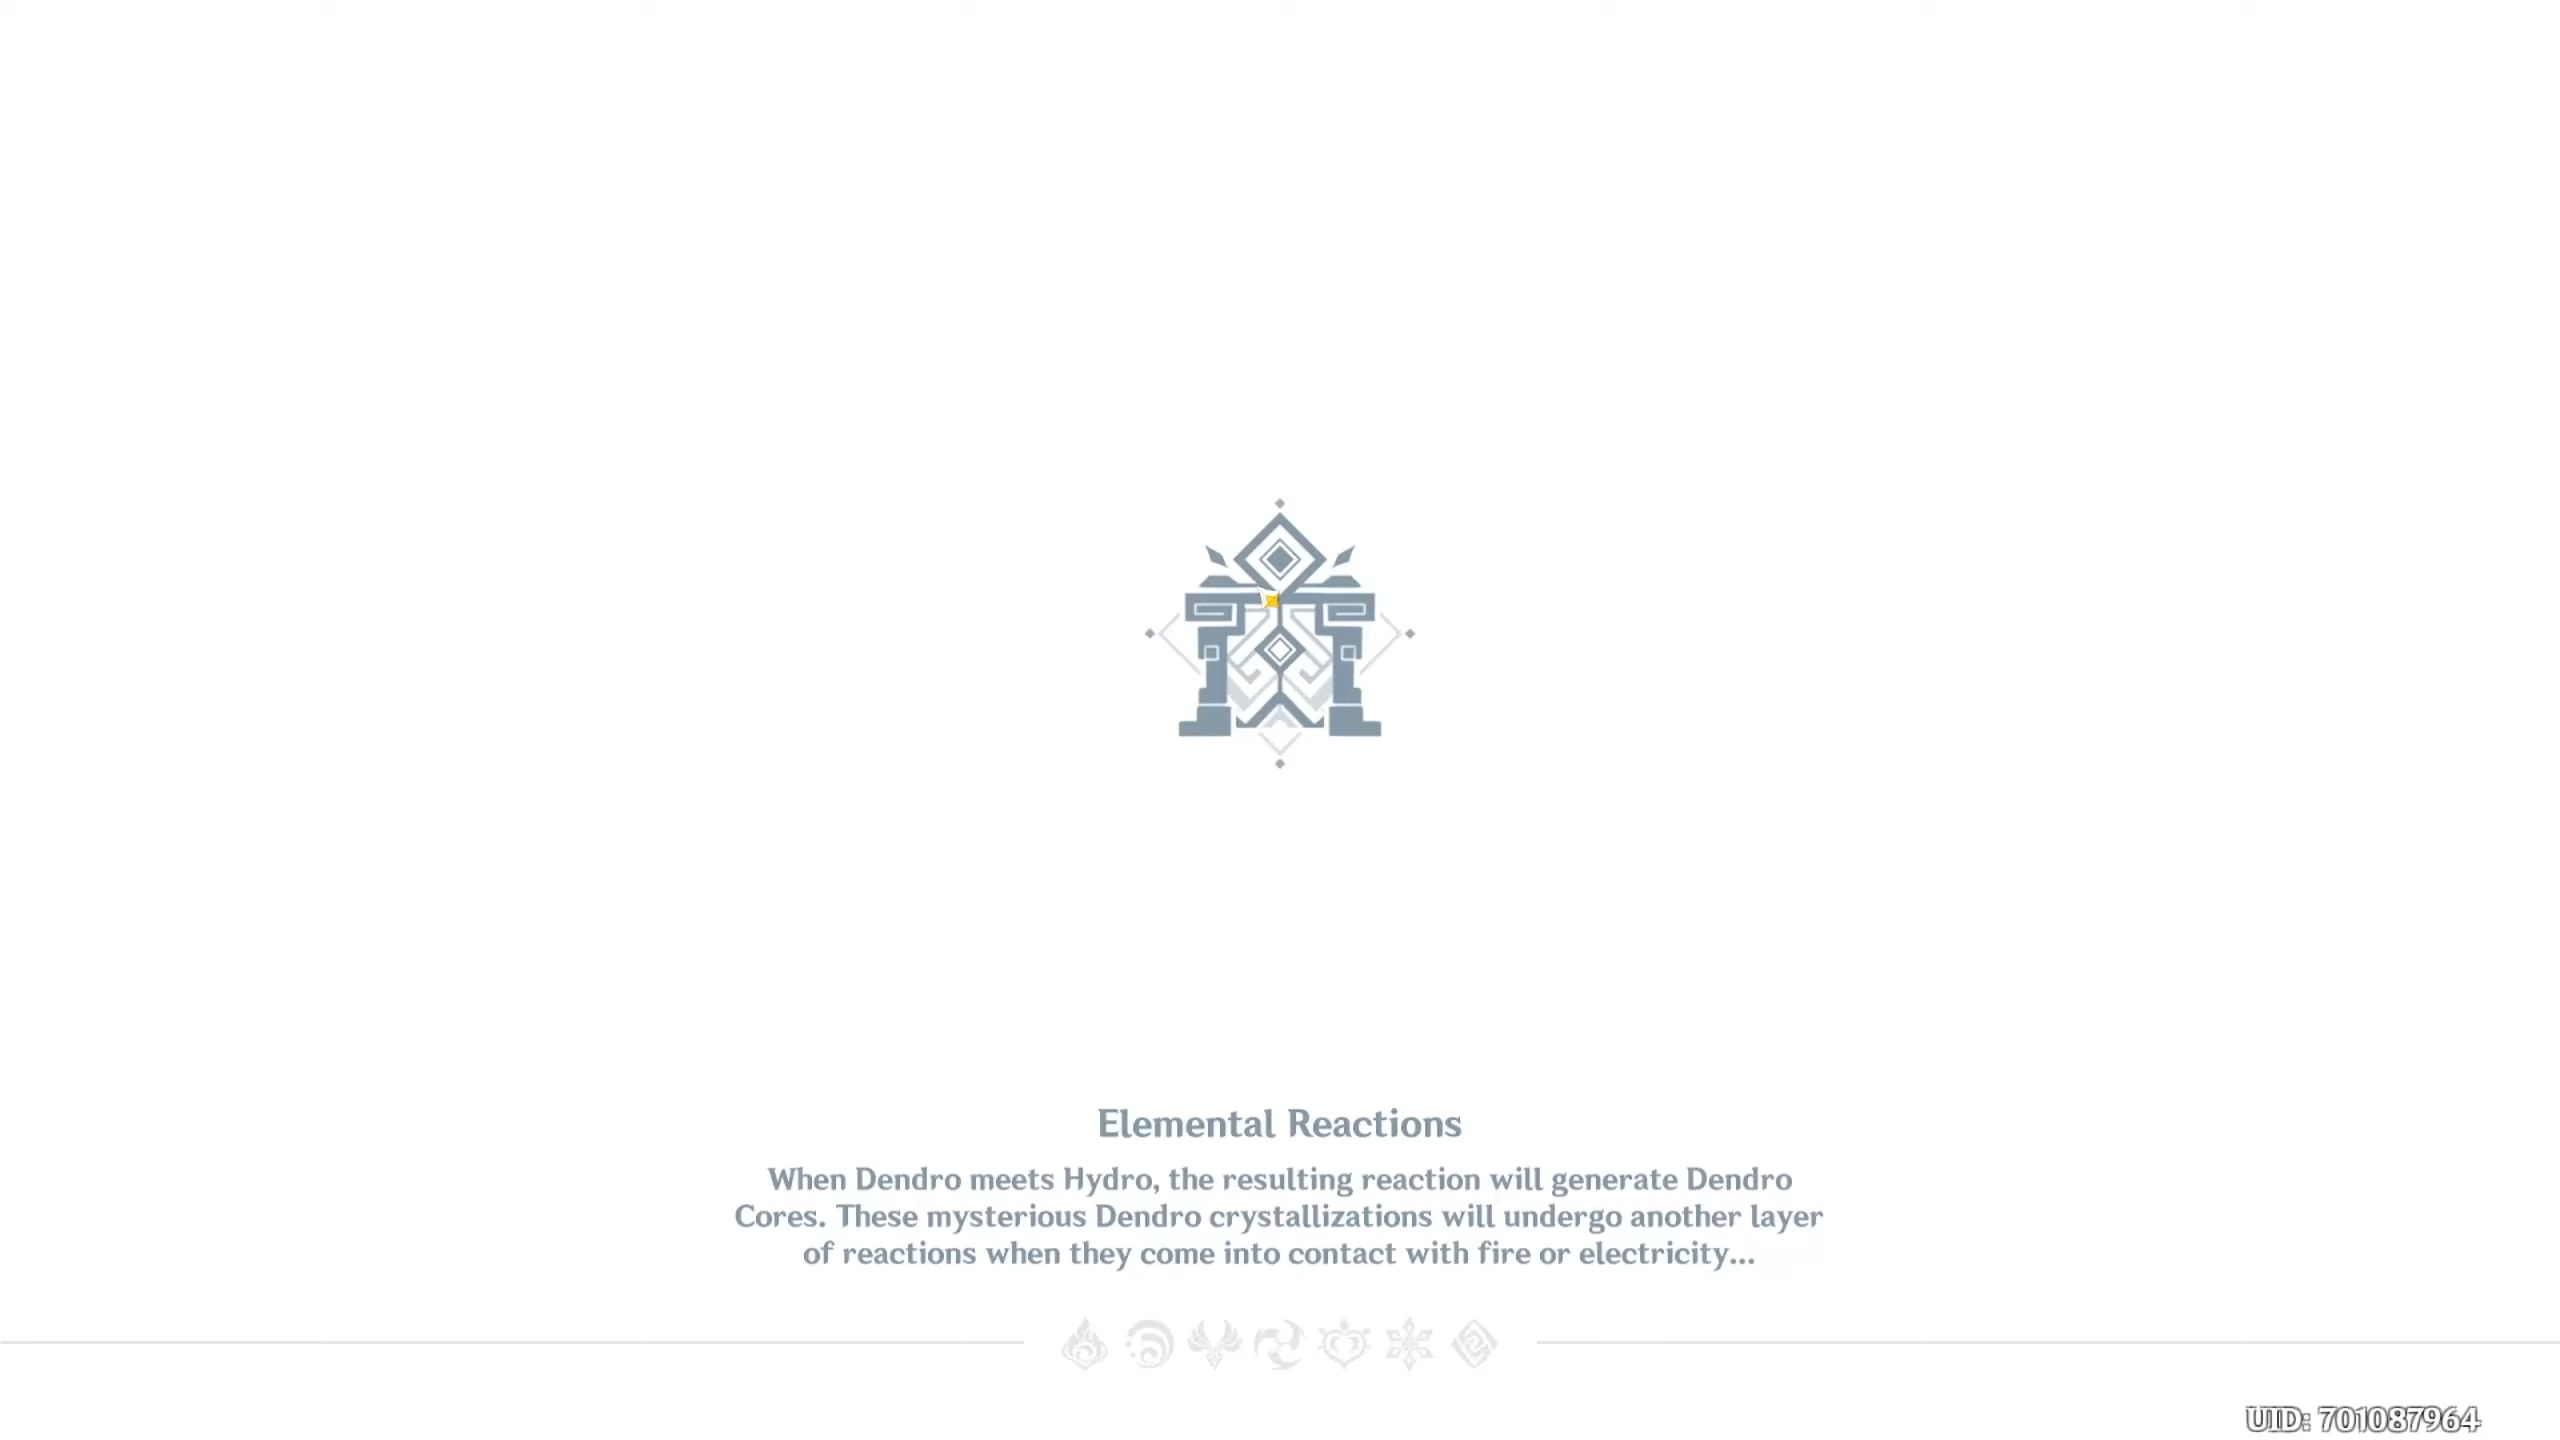 Elemental Reactions
When Dendro meets Hydro, the resulting reaction will generate Dendro
Cores. These mysterious Dendro crystallizations will undergo another layer
of reactions when they come into contact with fire or electricity...
UID: 701087964